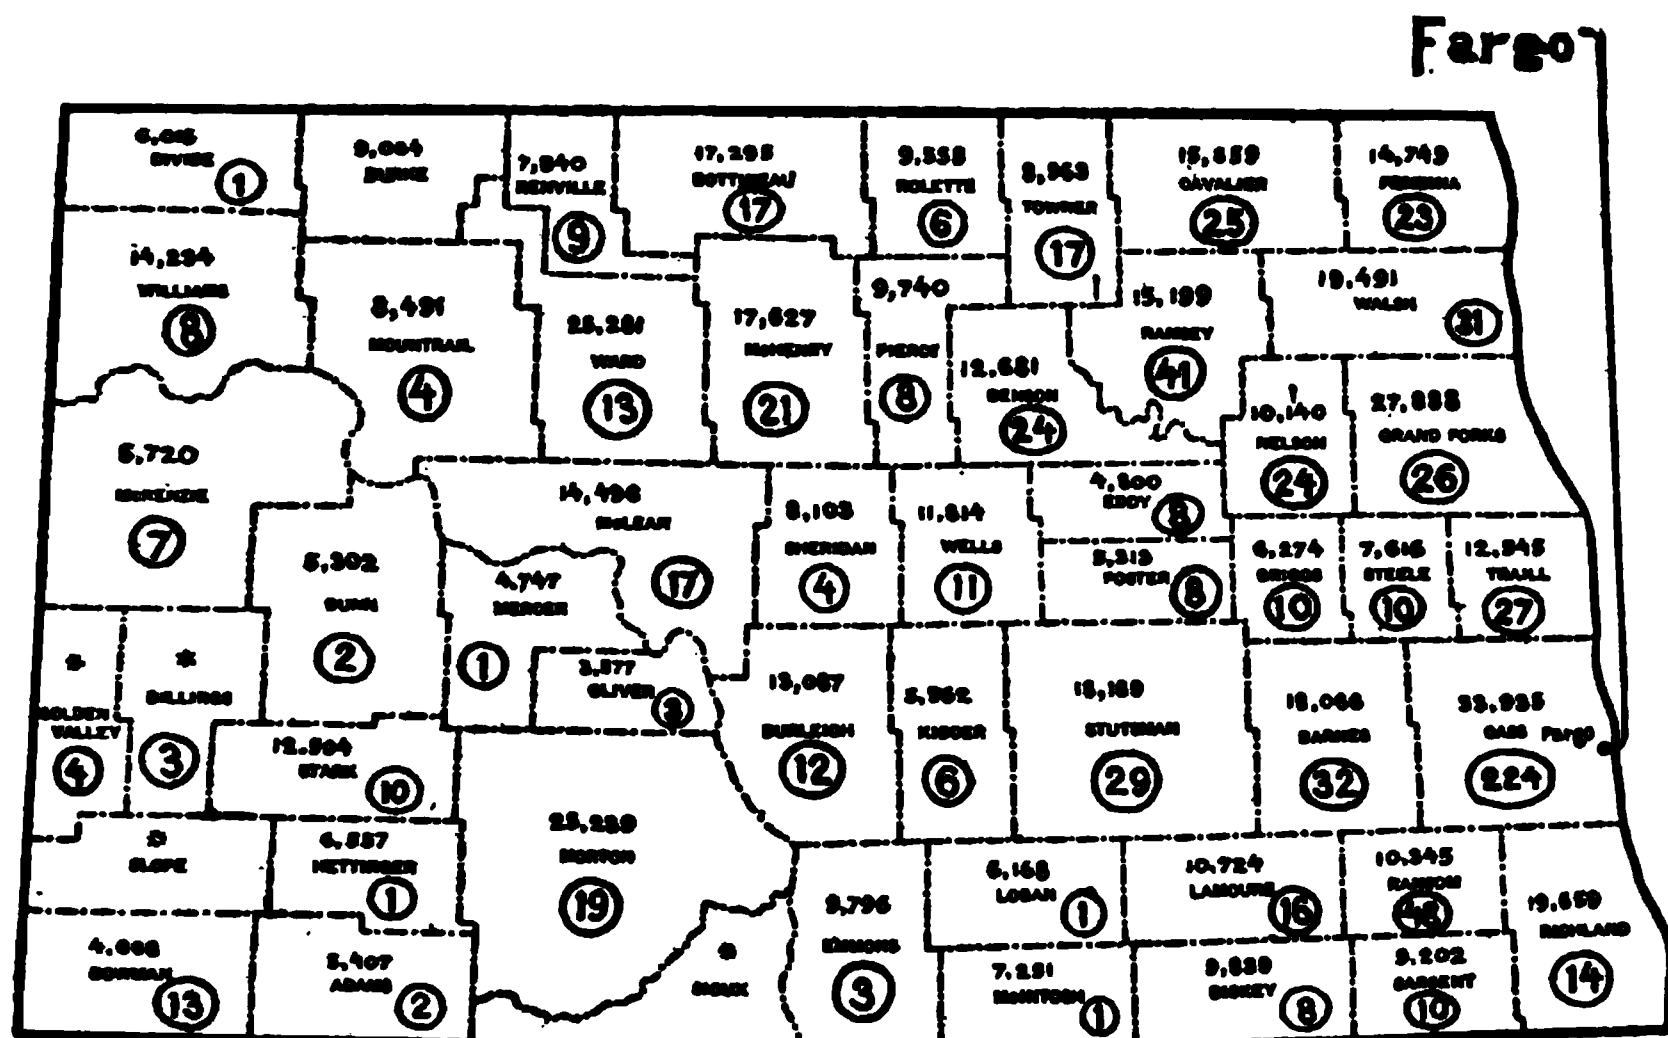 Fargo
6,015
DIVIDE
1
9,064
BURKE
7,840
RENVILLE
9
17,295
BOTTINEAU
17
9,558
ROLETTE
6
8,963
TOWNER
17
15,659
CAVALIER
25
14,749
PEMBINA
23
14,234
WILLIAMS
8
8,491
MOUNTRAIL
4
25,281
WARD
13
17,627
McHENRY
21
9,740
PIERCE
8
12,681
BENSON
24
15,199
RAMSEY
41
19,491
WALSH
31
10,140
NELSON
24
27,888
GRAND FORKS
26
5,720
McKENZIE
7
5,302
DUNN
2
14,496
McLEAN
17
4,747
MERCER
1
3,577
OLIVER
3
8,103
SHERIDAN
4
11,814
WELLS
11
4,800
EDDY
8
5,313
FOSTER
8
6,274
GRIGGS
10
7,616
STEELE
10
12,545
TRAILL
27
*
GOLDEN
VALLEY
4
*
BILLINGS
3
12,504
STARK
10
13,087
BURLEIGH
12
5,962
KIDDER
6
18,189
STUTSMAN
29
18,066
BARNES
32
33,935
CASS
Fargo
224
*
SLOPE
6,557
HETTINGER
1
25,289
MORTON
19
4,668
BOWMAN
13
5,407
ADAMS
2
*
SIOUX
9,796
EMMONS
3
6,168
LOGAN
1
10,724
LAMOURE
16
10,345
RANSOM
19,659
RICHLAND
14
7,251
McINTOSH
1
9,839
DICKEY
8
9,202
SARGENT
10